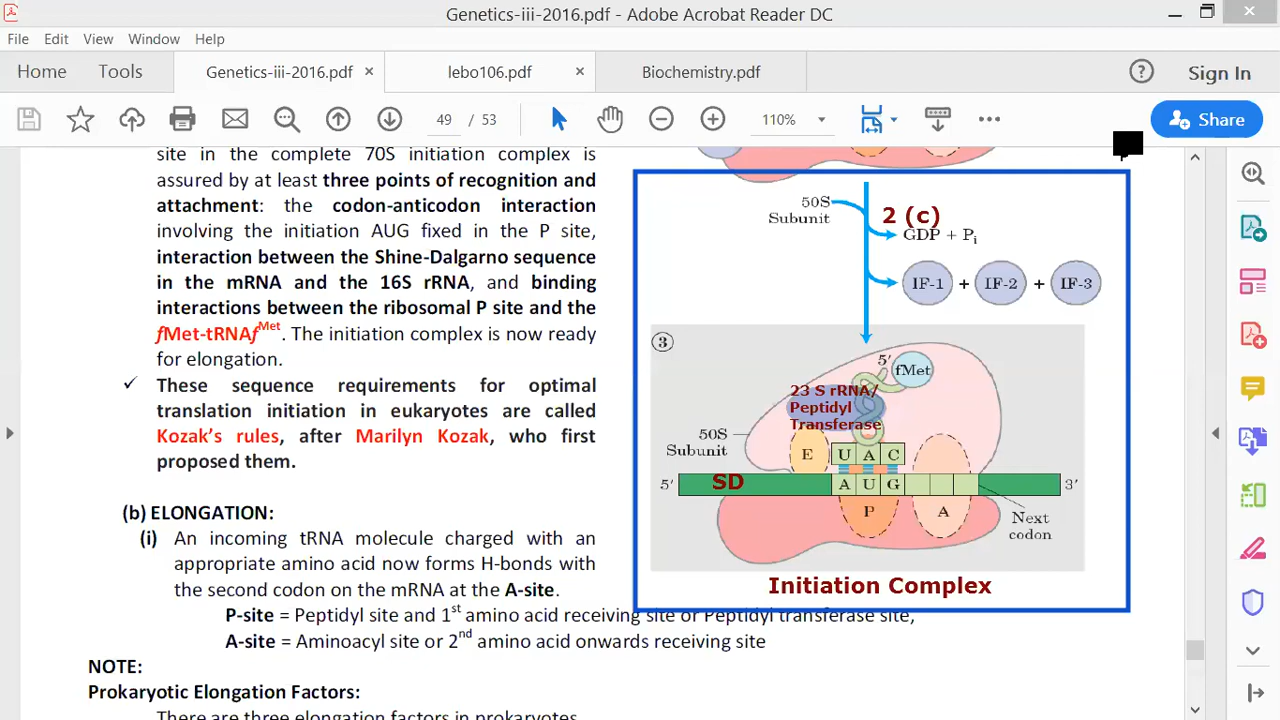 Genetics-iii-2016.pdf - Adobe Acrobat Reader DC
File Edit View Window Help
Home Tools Genetics-iii-2016.pdf × lebo106.pdf × Biochemistry.pdf Sign In
49 / 53 110% Share
site in the complete 70S initiation complex is
assured by at least three points of recognition and
attachment: the codon-anticodon interaction
involving the initiation AUG fixed in the P site,
interaction between the Shine-Dalgarno sequence
in the mRNA and the 16S rRNA, and binding
interactions between the ribosomal P site and the
fMet-tRNAfMet. The initiation complex is now ready
for elongation.
✓ These sequence requirements for optimal
translation initiation in eukaryotes are called
Kozak's rules, after Marilyn Kozak, who first
proposed them.
50S
Subunit
2 (c)
GDP + Pi
IF-1 + IF-2 + IF-3
3
5' fMet
23 S rRNA/
Peptidyl
Transferase
50S
Subunit
E U A C
5' SD A U G 3'
P A
Next
codon
Initiation Complex
(b) ELONGATION:
(i) An incoming tRNA molecule charged with an
appropriate amino acid now forms H-bonds with
the second codon on the mRNA at the A-site.
P-site = Peptidyl site and 1st amino acid receiving site or Peptidyl transferase site,
A-site = Aminoacyl site or 2nd amino acid onwards receiving site
NOTE:
Prokaryotic Elongation Factors:
There are three elongation factors in prokaryotes